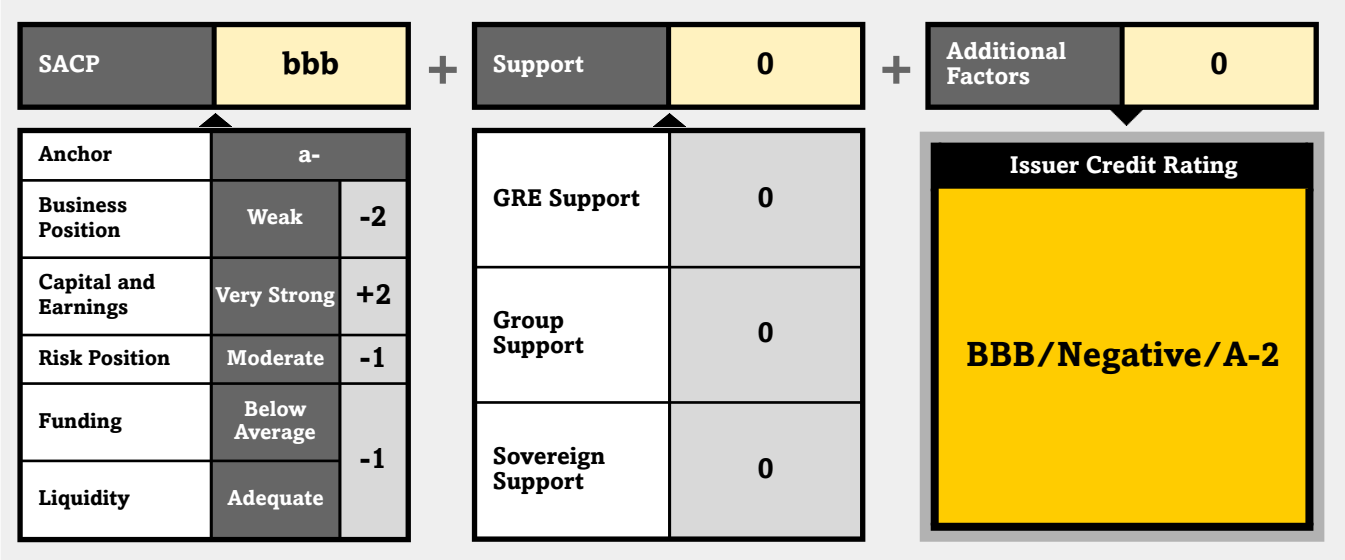 SACP
bbb
+
Support
0
+
Additional
Factors
0
Anchor
a-
Business
Position
Weak
-2
Capital and
Earnings
Very Strong
+2
Risk Position
Moderate
-1
Funding
Below
Average
-1
Liquidity
Adequate
GRE Support
0
Group
Support
0
Sovereign
Support
0
Issuer Credit Rating
BBB/Negative/A-2